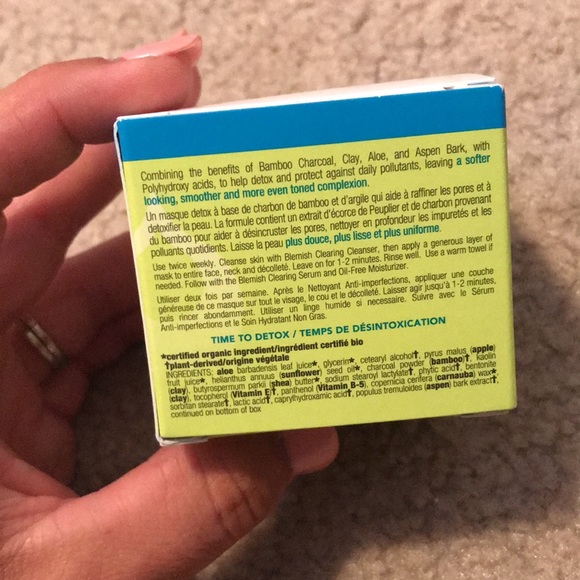 Combining the benefits of Bamboo Charcoal, Clay, Aloe, and Aspen Bark, with
Polyhydroxy acids, to help detox and protect against daily pollutants, leaving a softer
looking, smoother and more even toned complexion.
Un masque détox à base de charbon de bamboo et d'argile qui aide à raffiner les pores et à
détoxifier la peau. La formule contient un extrait d'écorce de Peuplier et de charbon provenant
du bamboo pour aider à désincruster les pores, nettoyer en profondeur les impuretés et les
polluants quotidiens. Laisse la peau plus douce, plus lisse et plus uniforme.
Use twice weekly. Cleanse skin with Blemish Clearing Cleanser, then apply a generous layer of
mask to entire face, neck and décolleté. Leave on for 1-2 minutes. Rinse well. Use a warm towel if
needed. Follow with the Blemish Clearing Serum and Oil-Free Moisturizer.
Utiliser deux fois par semaine. Après le Nettoyant Anti-imperfections, appliquer une couche
généreuse de ce masque sur tout le visage, le cou et le décolleté. Laisser agir jusqu'à 1-2 minutes,
puis rincer abondamment. Utiliser un linge humide si necessaire. Suivre avec le Sérum
Anti-imperfections et le Soin Hydratant Non Gras.
TIME TO DETOX / TEMPS DE DÉSINTOXICATION
*certified organic ingredient/ingrédient certifié bio
†plant-derived/origine végétale
INGREDIENTS: aloe barbadensis leaf juice*, glycerin*, cetearyl alcohol†, pyrus malus (apple)
fruit juice*, helianthus annuus (sunflower) seed oil*, charcoal powder (bamboo)†, kaolin
(clay), butyrospermum parkii (shea) butter*, sodium stearoyl lactylate†, phytic acid†, bentonite
(clay), tocopherol (Vitamin E)†, panthenol (Vitamin B-5), copernicia cerifera (carnauba) wax*,
sorbitan stearate†, lactic acid†, caprylhydroxamic acid†, populus tremuloides (aspen) bark extract†,
continued on bottom of box